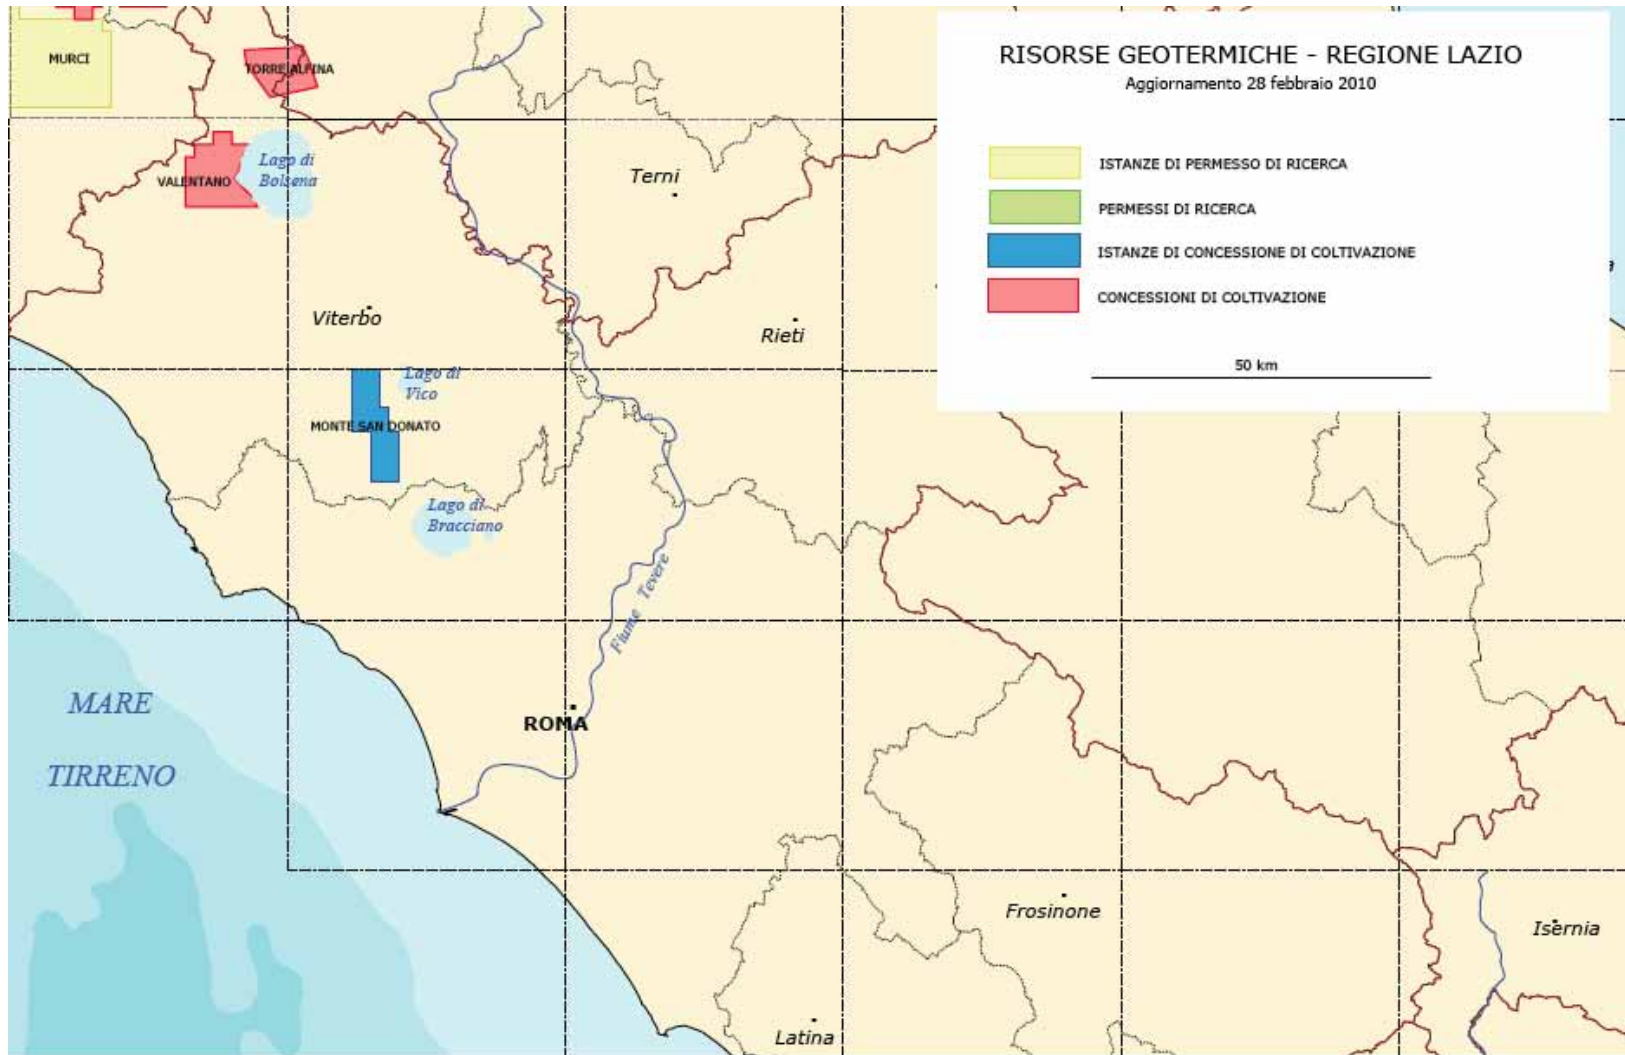 RISORSE GEOTERMICHE - REGIONE LAZIO
Aggiornamento 28 febbraio 2010
ISTANZE DI PERMESSO DI RICERCA
PERMESSI DI RICERCA
ISTANZE DI CONCESSIONE DI COLTIVAZIONE
CONCESSIONI DI COLTIVAZIONE
50 km
MURCI
TORRE ALFINA
Lago di
Bolsena
VALENTANO
Terni
Viterbo
Rieti
Lago di
Vico
MONTE SAN DONATO
Lago di
Bracciano
Fiume Tevere
MARE
TIRRENO
ROMA
Frosinone
Isernia
Latina